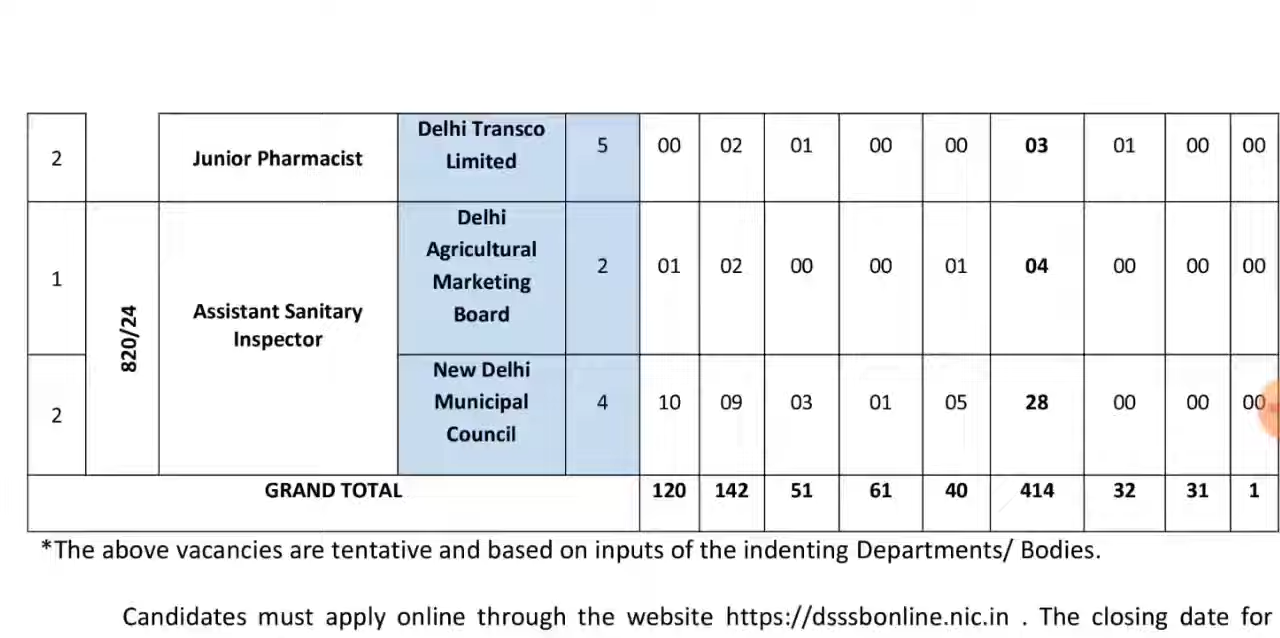 2 Junior Pharmacist Delhi Transco Limited 5 00 02 01 00 00 03 01 00 00
820/24
1 Assistant Sanitary Inspector Delhi Agricultural Marketing Board 2 01 02 00 00 01 04 00 00 00
2 New Delhi Municipal Council 4 10 09 03 01 05 28 00 00 00
GRAND TOTAL 120 142 51 61 40 414 32 31 1
*The above vacancies are tentative and based on inputs of the indenting Departments/ Bodies.
Candidates must apply online through the website https://dsssbonline.nic.in . The closing date for